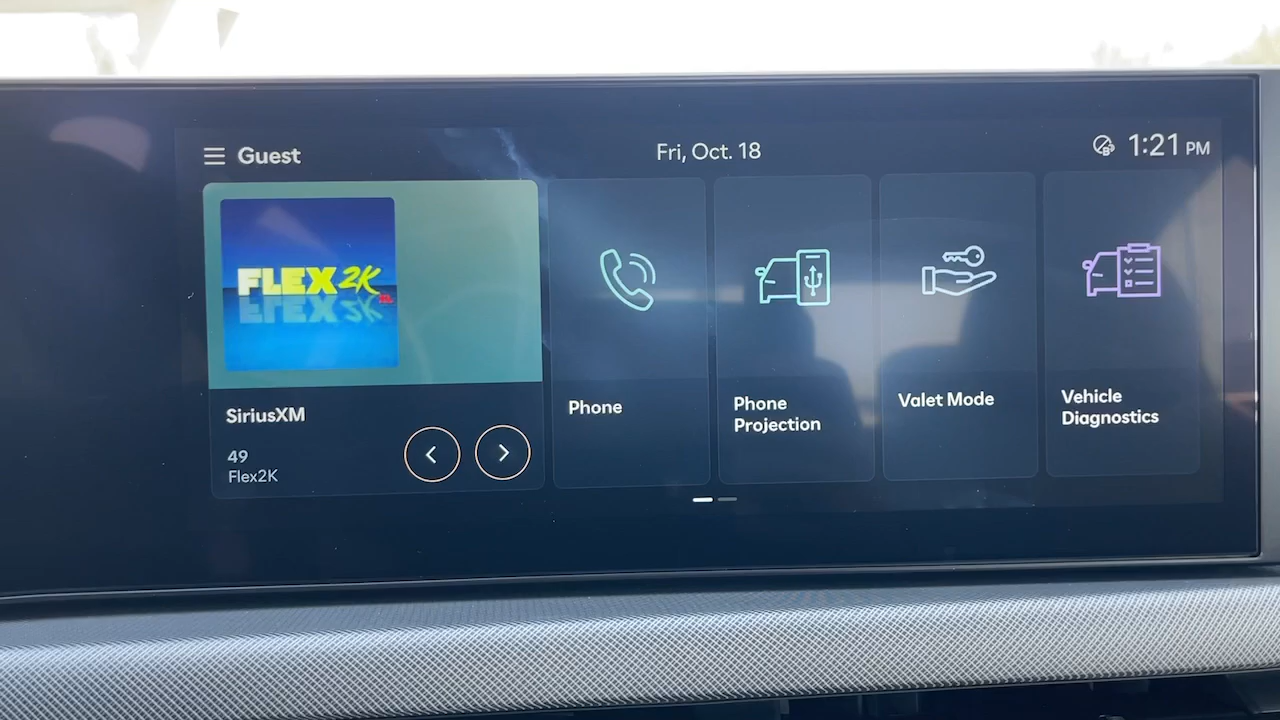 Guest
Fri, Oct. 18
1:21 PM
FLEX2K
SiriusXM
49
Flex2K
Phone
Phone
Projection
Valet Mode
Vehicle
Diagnostics